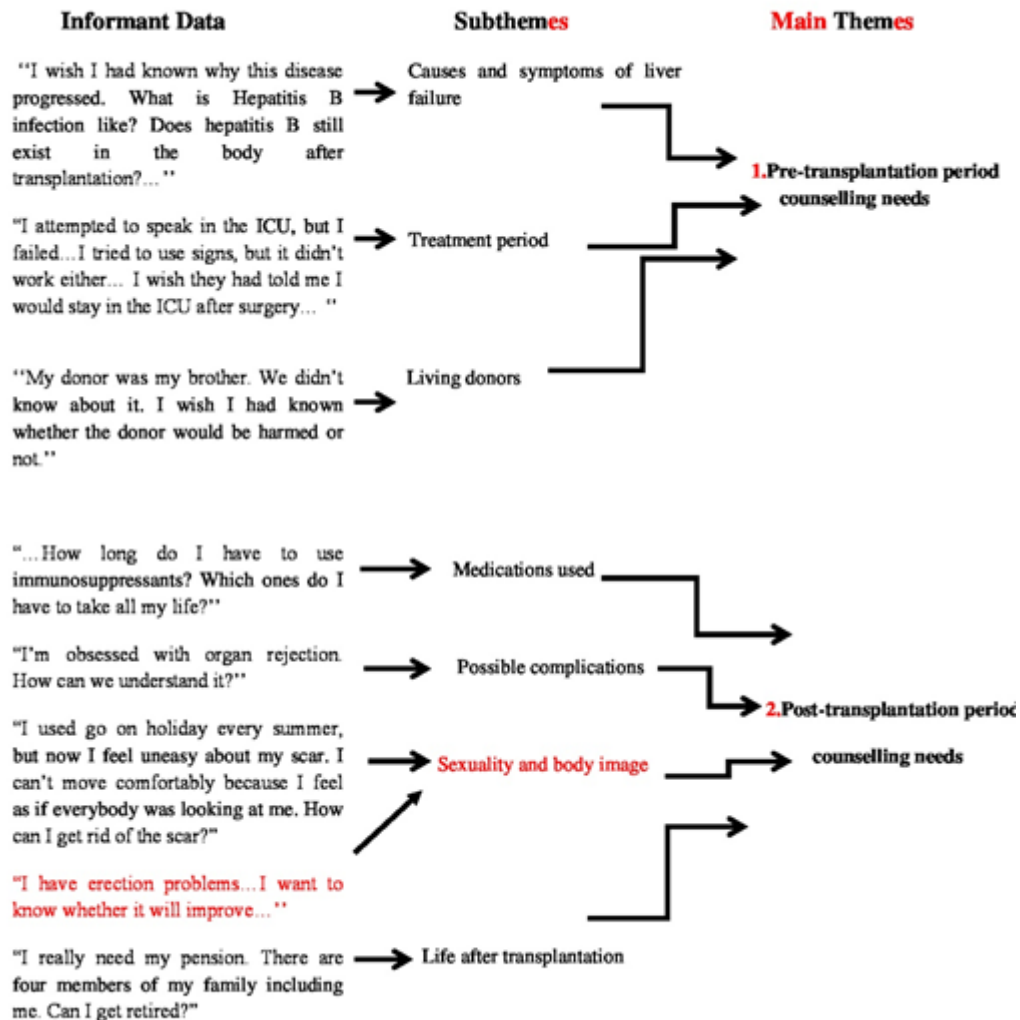 Informant Data
Subthemes
Main Themes
‘‘I wish I had known why this disease
progressed. What is Hepatitis B
infection like? Does hepatitis B still
exist in the body after
transplantation?...’’
Causes and symptoms of liver
failure
1.Pre-transplantation period
counselling needs
“I attempted to speak in the ICU, but I
failed...I tried to use signs, but it didn’t
work either... I wish they had told me I
would stay in the ICU after surgery... ’’
Treatment period
‘‘My donor was my brother. We didn’t
know about it. I wish I had known
whether the donor would be harmed or
not.’’
Living donors
“...How long do I have to use
immunosuppressants? Which ones do I
have to take all my life?’’
Medications used
“I’m obsessed with organ rejection.
How can we understand it?’’
Possible complications
2.Post-transplantation period
counselling needs
“I used go on holiday every summer,
but now I feel uneasy about my scar. I
can’t move comfortably because I feel
as if everybody was looking at me. How
can I get rid of the scar?”
Sexuality and body image
“I have erection problems...I want to
know whether it will improve...’’
“I really need my pension. There are
four members of my family including
me. Can I get retired?”
Life after transplantation